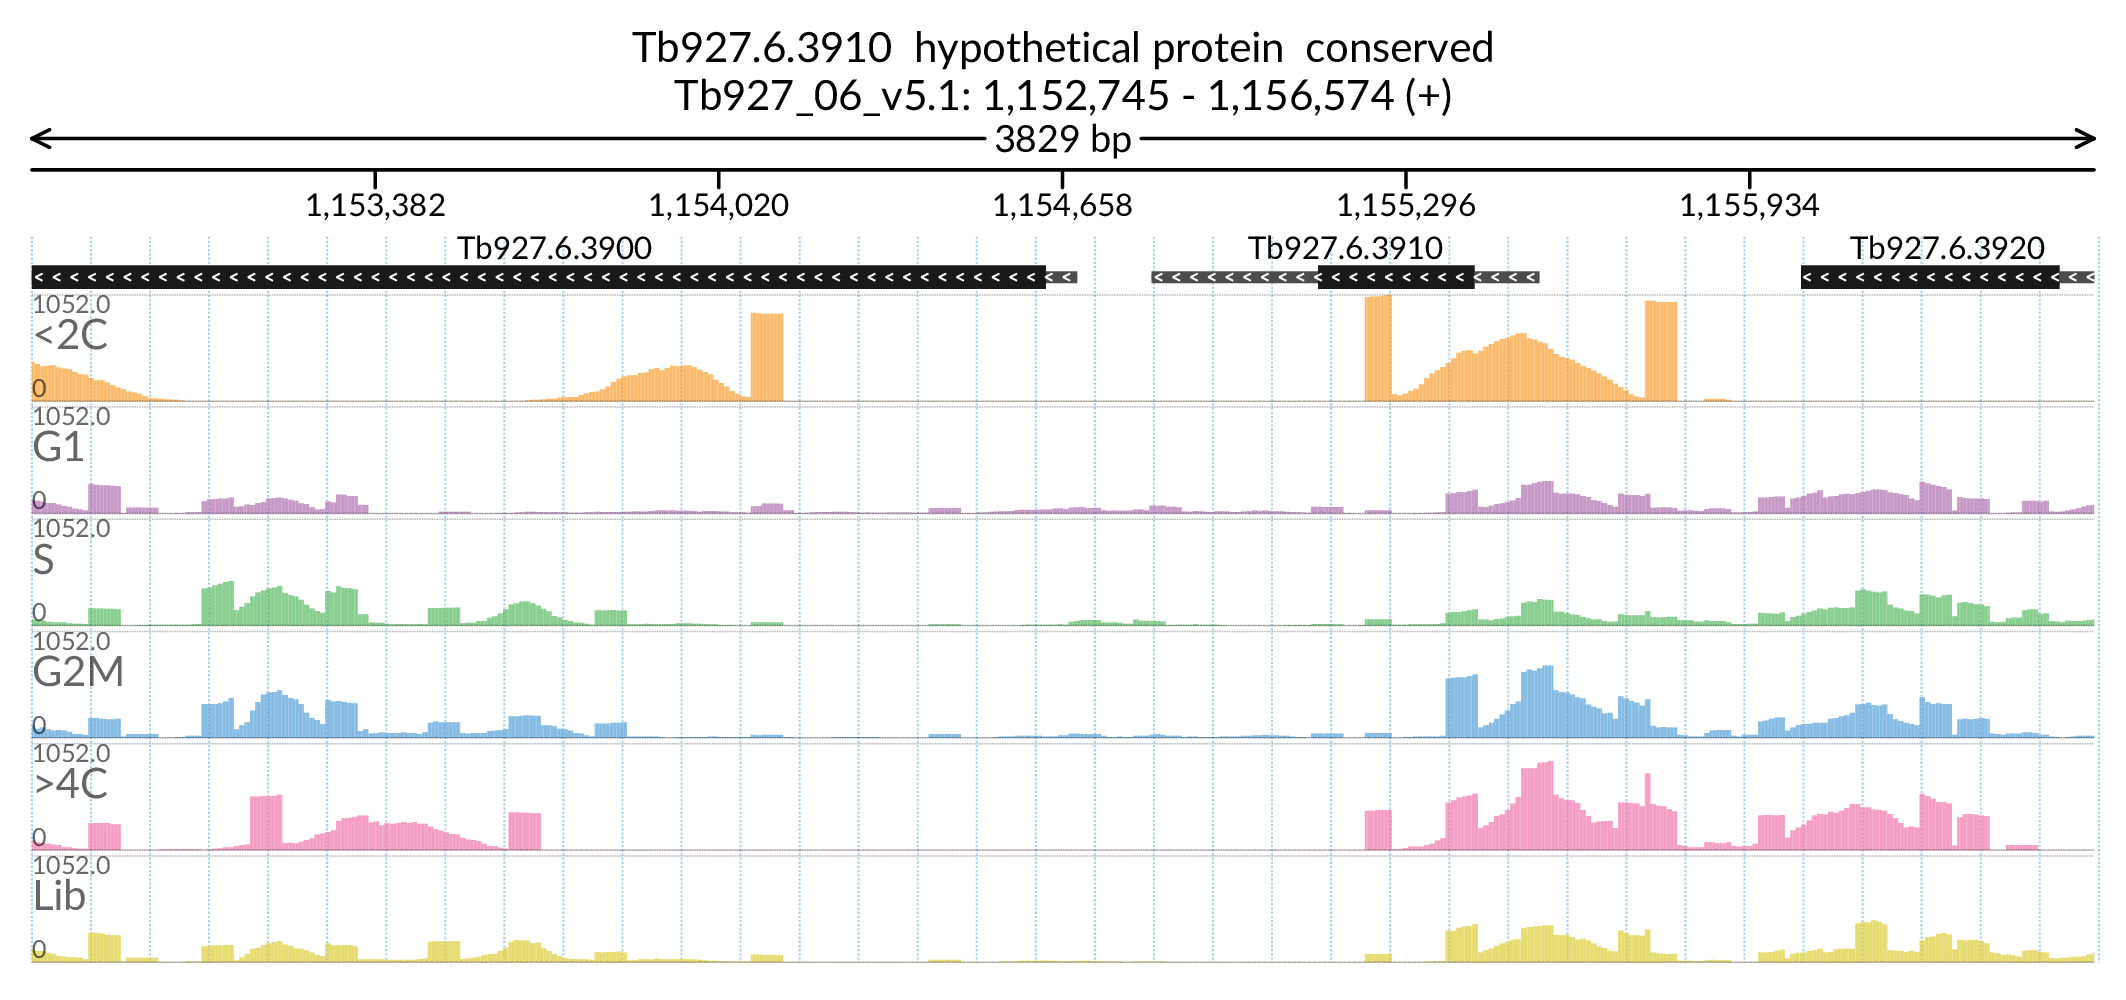 Tb927.6.3910  hypothetical protein  conserved
Tb927_06_v5.1: 1,152,745 - 1,156,574 (+)
3829 bp
1,153,382 1,154,020 1,154,658 1,155,296 1,155,934
Tb927.6.3900 Tb927.6.3910 Tb927.6.3920
1052.0
<2C
0
1052.0
G1
0
1052.0
S
0
1052.0
G2M
0
1052.0
>4C
0
1052.0
Lib
0